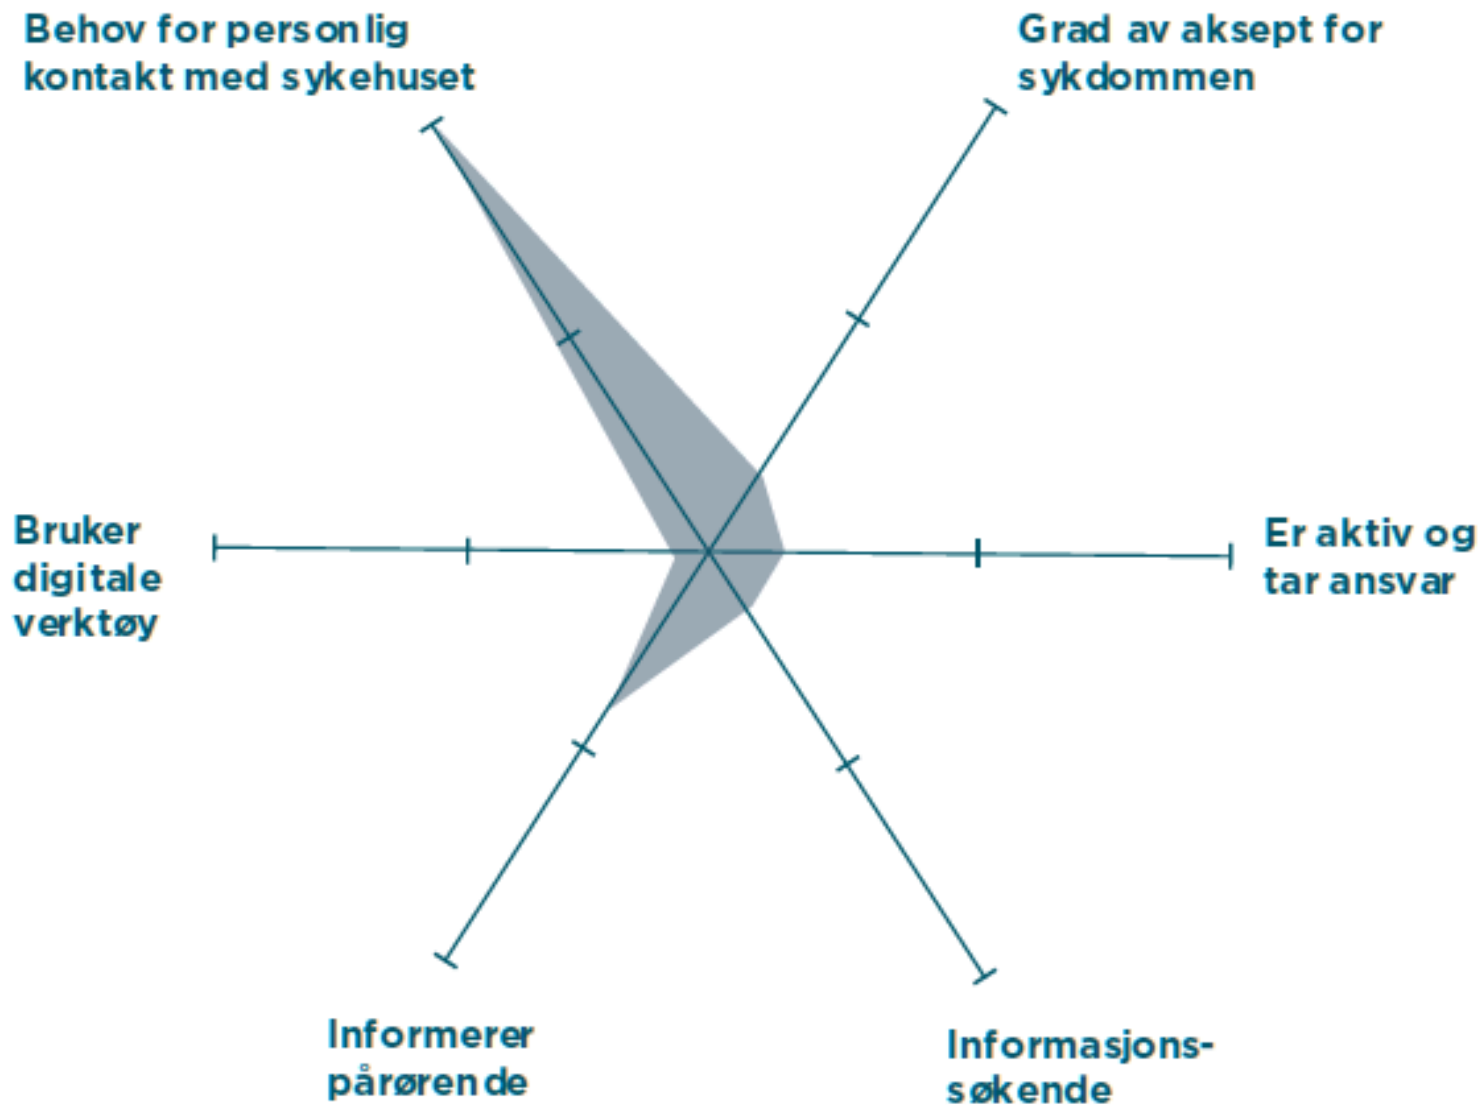 Behov for personlig
kontakt med sykehuset
Grad av aksept for
sykdommen
Bruker
digitale
verktøy
Er aktiv og
tar ansvar
Informerer
pårørende
Informasjons-
søkende